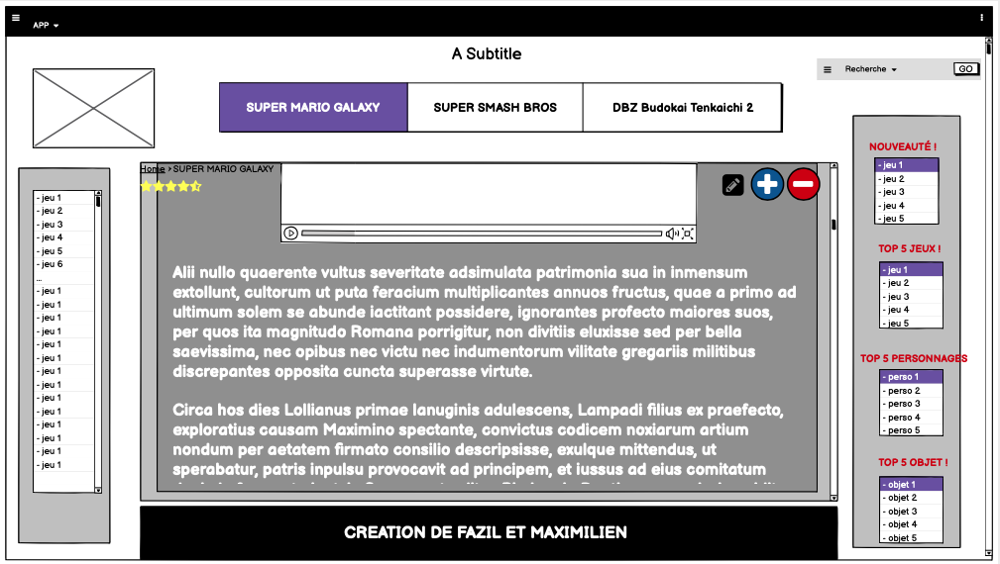 APP
A Subtitle
Recherche
GO
SUPER MARIO GALAXY
SUPER SMASH BROS
DBZ Budokai Tenkaichi 2
- jeu 1
- jeu 2
- jeu 3
- jeu 4
- jeu 5
- jeu 6
...
- jeu 1
- jeu 1
- jeu 1
- jeu 1
- jeu 1
- jeu 1
- jeu 1
- jeu 1
- jeu 1
- jeu 1
- jeu 1
- jeu 1
- jeu 1
- jeu 1
Home › SUPER MARIO GALAXY
Alii nullo quaerente vultus severitate adsimulata patrimonia sua in inmensum
extollunt, cultorum ut puta feracium multiplicantes annuos fructus, quae a primo ad
ultimum solem se abunde iactitant possidere, ignorantes profecto maiores suos,
per quos ita magnitudo Romana porrigitur, non divitiis eluxisse sed per bella
saevissima, nec opibus nec victu nec indumentorum vilitate gregariis militibus
discrepantes opposita cuncta superasse virtute.
Circa hos dies Lollianus primae lanuginis adulescens, Lampadi filius ex praefecto,
exploratius causam Maximino spectante, convictus codicem noxiarum artium
nondum per aetatem firmato consilio descripsisse, exulque mittendus, ut
sperabatur, patris inpulsu provocavit ad principem, et iussus ad eius comitatum
NOUVEAUTÉ !
- jeu 1
- jeu 2
- jeu 3
- jeu 4
- jeu 5
TOP 5 JEUX !
- jeu 1
- jeu 2
- jeu 3
- jeu 4
- jeu 5
TOP 5 PERSONNAGES
- perso 1
- perso 2
- perso 3
- perso 4
- perso 5
TOP 5 OBJET !
- objet 1
- objet 2
- objet 3
- objet 4
- objet 5
CREATION DE FAZIL ET MAXIMILIEN